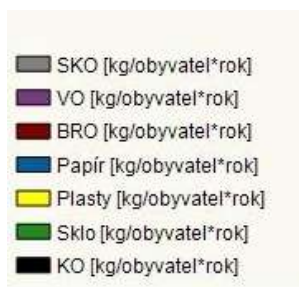 SKO [kg/obyvatel*rok]
VO [kg/obyvatel*rok]
BRO [kg/obyvatel*rok]
Papír [kg/obyvatel*rok]
Plasty [kg/obyvatel*rok]
Sklo [kg/obyvatel*rok]
KO [kg/obyvatel*rok]